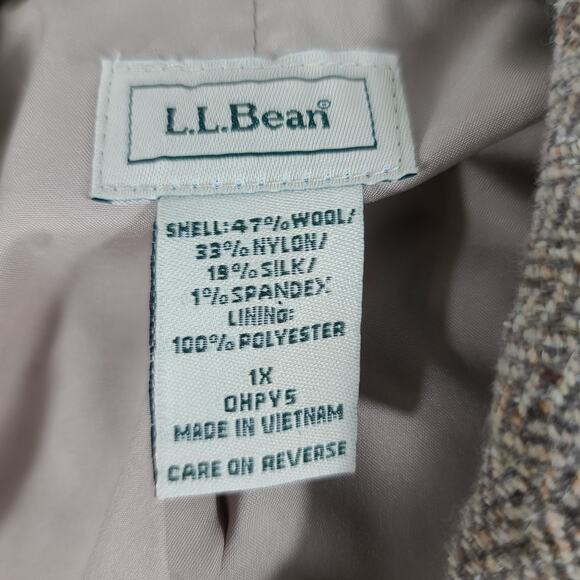 L.L.Bean®
SHELL:47%WOOL/
33%NYLON/
19%SILK/
1%SPANDEX
LINING:
100%POLYESTER
1X
OHPY5
MADE IN VIETNAM
CARE ON REVERSE